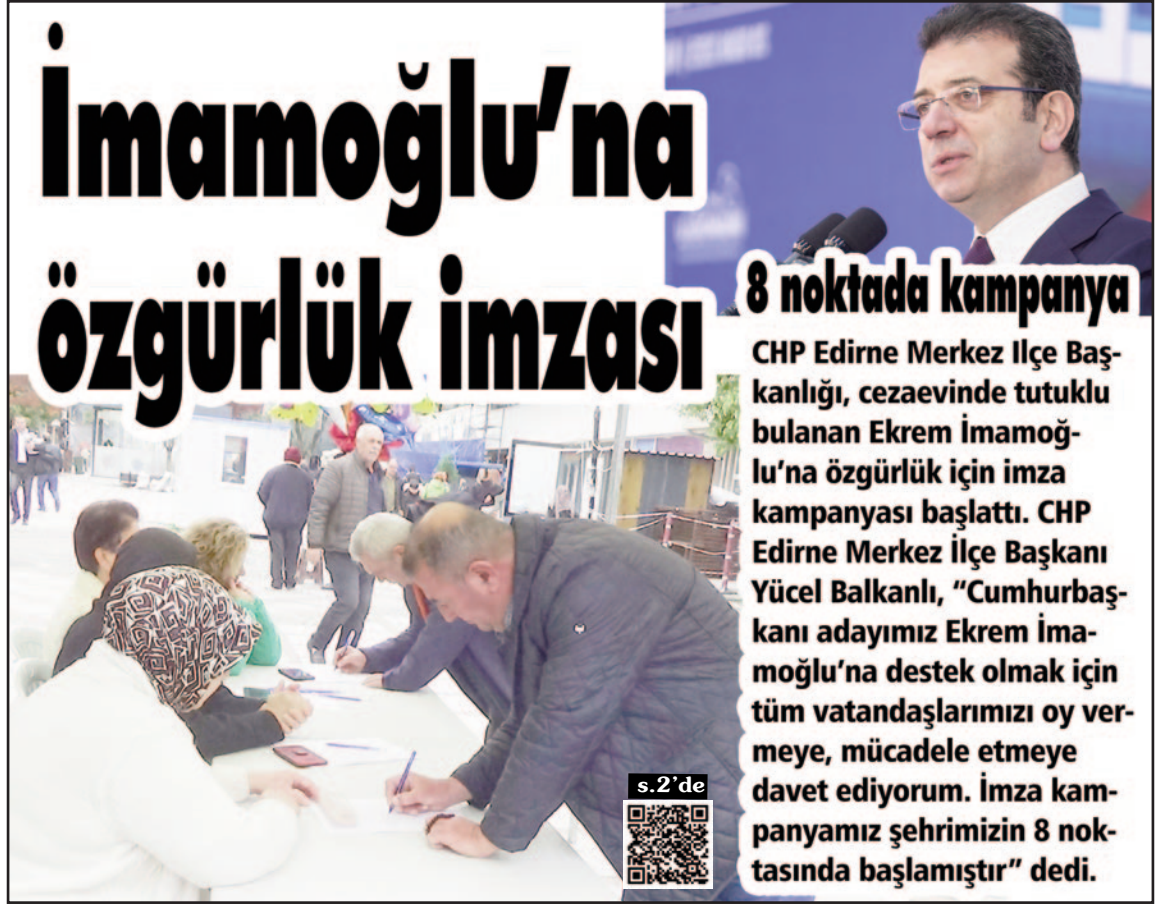 İmamoğlu'na
özgürlük imzası
8 noktada kampanya
CHP Edirne Merkez Ilçe Baş-
kanlığı, cezaevinde tutuklu
bulanan Ekrem İmamoğ-
lu'na özgürlük için imza
kampanyası başlattı. CHP
Edirne Merkez İlçe Başkanı
Yücel Balkanlı, "Cumhurbaş-
kanı adayımız Ekrem İma-
moğlu'na destek olmak için
tüm vatandaşlarımızı oy ver-
meye, mücadele etmeye
davet ediyorum. İmza kam-
panyamız şehrimizin 8 nok-
tasında başlamıştır" dedi.
s.2'de